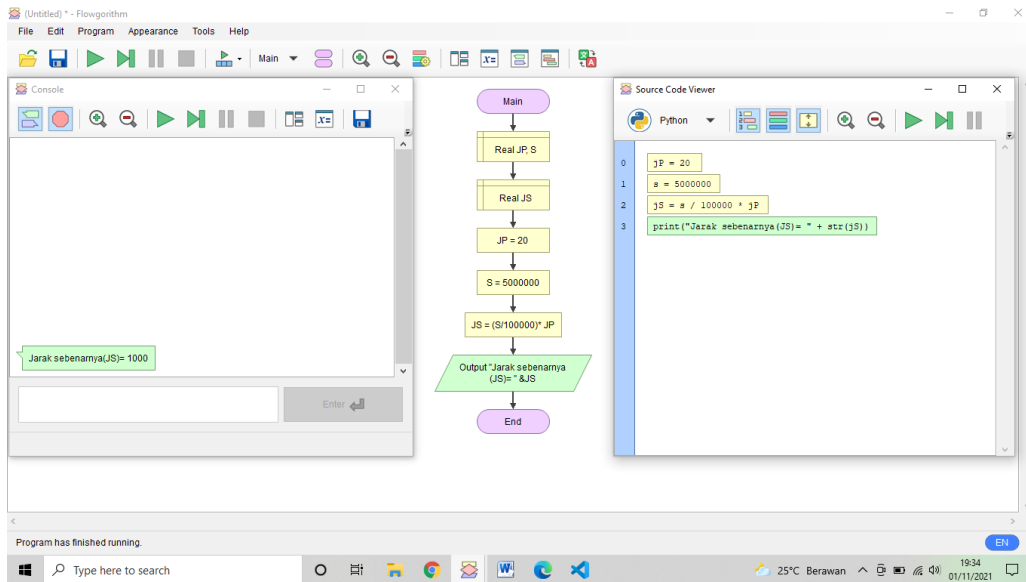 (Untitled) * - Flowgorithm
File Edit Program Appearance Tools Help
Main
x=
Console
x=
Jarak sebenarnya(JS)= 1000
Enter
Main
Real JP, S
Real JS
JP = 20
S = 5000000
JS = (S/100000)* JP
Output "Jarak sebenarnya
(JS)= " &JS
End
Source Code Viewer
Python
0 jP = 20
1 s = 5000000
2 jS = s / 100000 * jP
3 print("Jarak sebenarnya(JS)= " + str(jS))
Program has finished running.
EN
Type here to search
25°C Berawan
19:34
01/11/2021